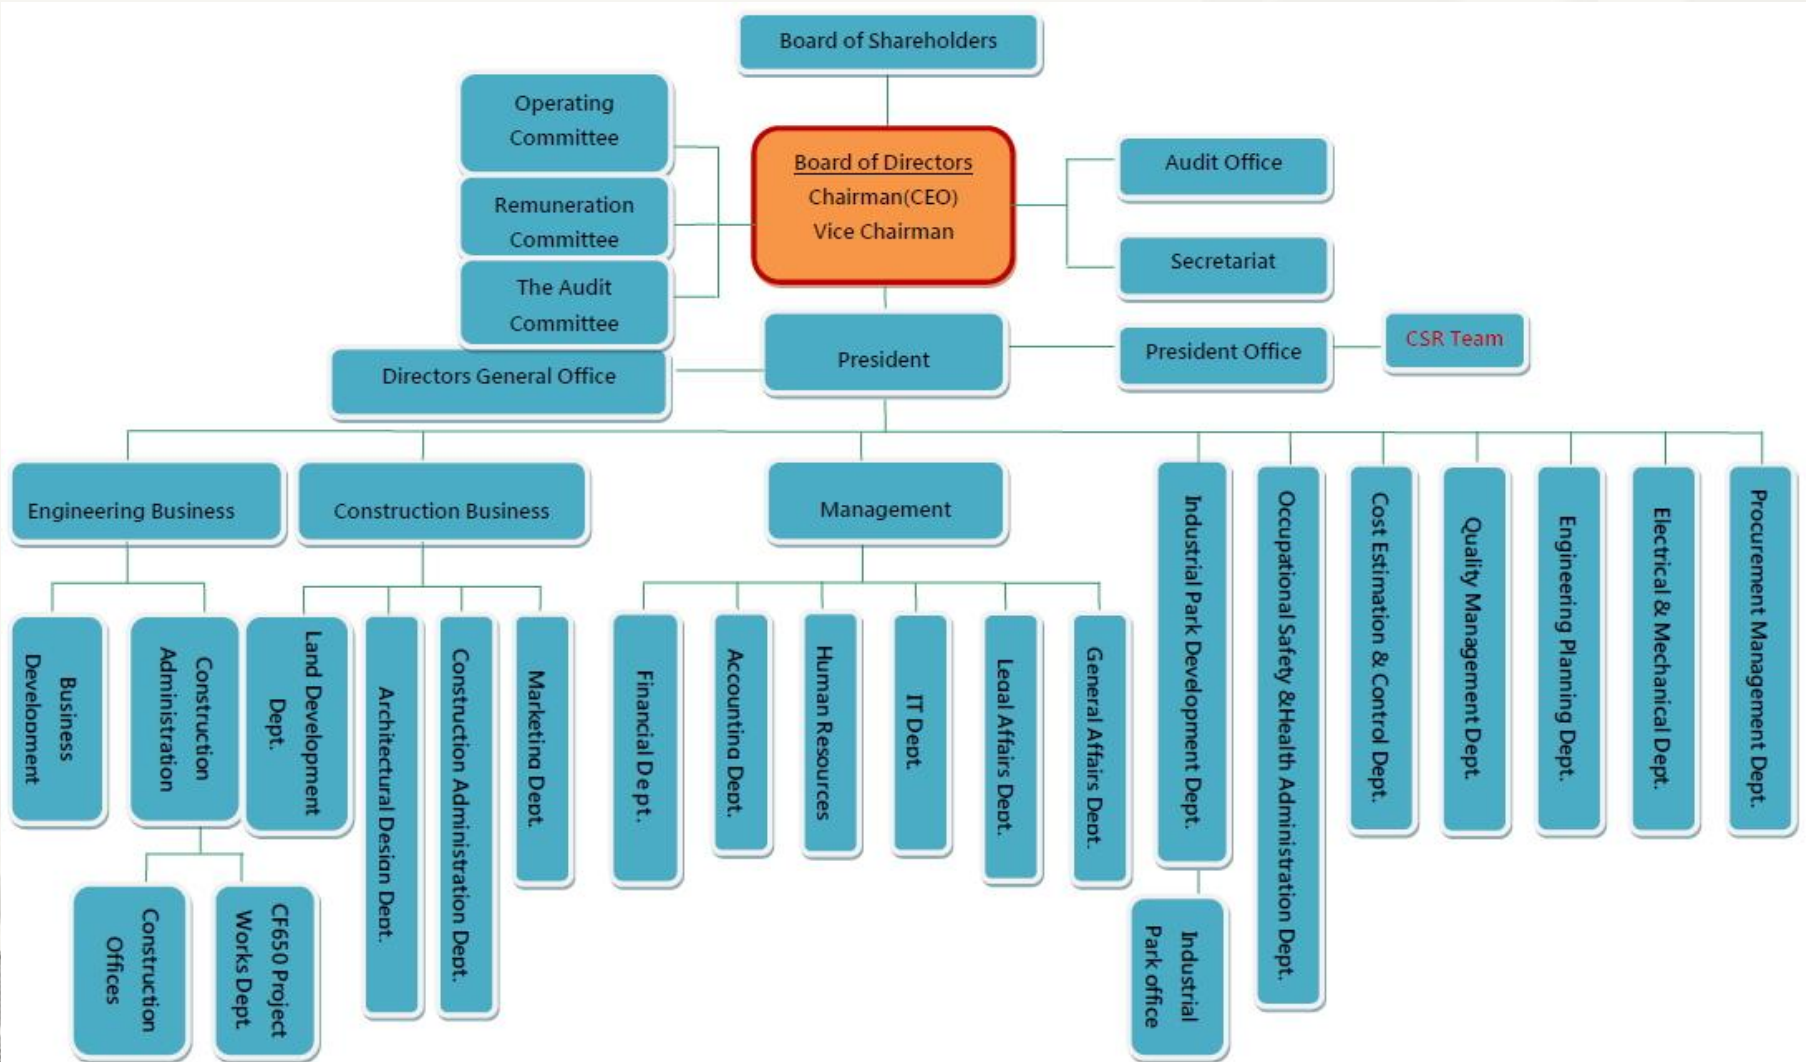 Board of Shareholders
Operating
Committee
Board of Directors
Chairman(CEO)
Vice Chairman
Audit Office
Remuneration
Committee
Secretariat
The Audit
Committee
President
President Office
CSR Team
Directors General Office
Engineering Business
Construction Business
Management
Industrial Park Development Dept.
Occupational Safety &Health Administration Dept.
Cost Estimation & Control Dept.
Quality Management Dept.
Engineering Planning Dept.
Electrical & Mechanical Dept.
Procurement Management Dept.
Business
Development
Construction
Administration
Land Development
Dept.
Architectural Design Dept.
Construction Administration Dept.
Marketing Dept.
Financial Dept.
Accounting Dept.
Human Resources
IT Dept.
Legal Affairs Dept.
General Affairs Dept.
Construction
Offices
CF650 Project
Works Dept.
Industrial
Park office